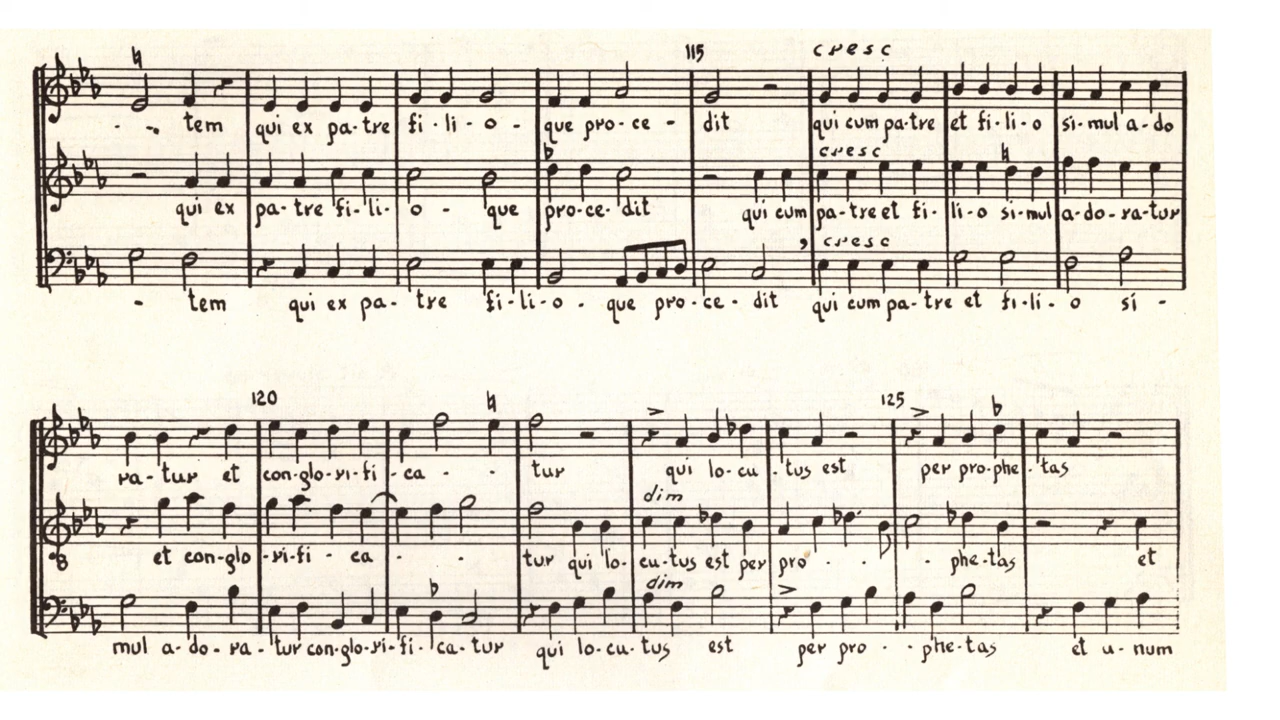 115 cresc
- -. tem qui ex pa-tre fi-li-o- que pro-ce- dit qui cum pa-tre et fi-li-o si-mul a-do
cresc
qui ex pa-tre fi-li- o - que pro-ce-dit qui cum pa-tre et fi-li-o si-mul a-do-ra-tur
cresc
- tem qui ex pa-tre fi-li-o. que pro-ce-dit qui cum pa-tre et fi-li-o si-
120 125
ra-tur et con-glo-ri-fi-ca- - tur qui lo-cu-tus est per pro-phe-tas
dim
8
et con-glo-ri-fi-ca- - - tur qui lo-cu-tus est per pro - - - phe-tas et
dim
mul a-do-ra-tur con-glo-ri-fi-ca-tur qui lo-cu-tus est per pro - - phe-tas et u-num